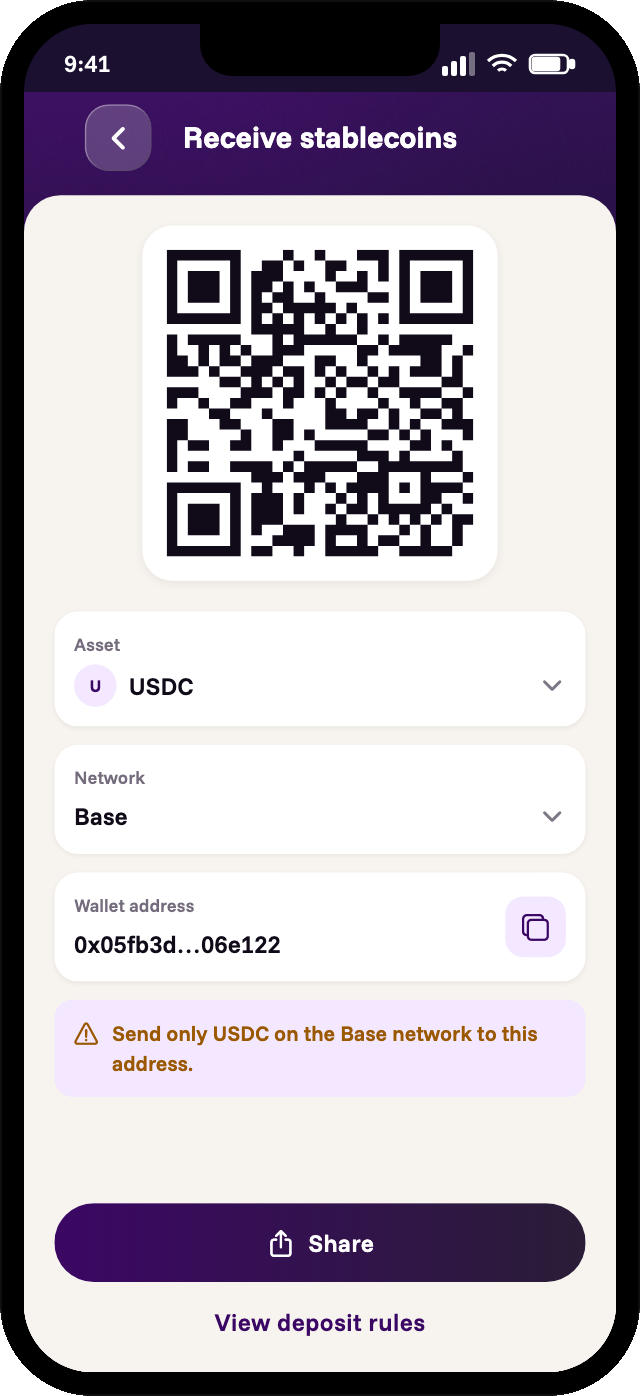 9:41
Receive stablecoins
Asset
U USDC
Network
Base
Wallet address
0x05fb3d...06e122
Send only USDC on the Base network to this
address.
Share
View deposit rules